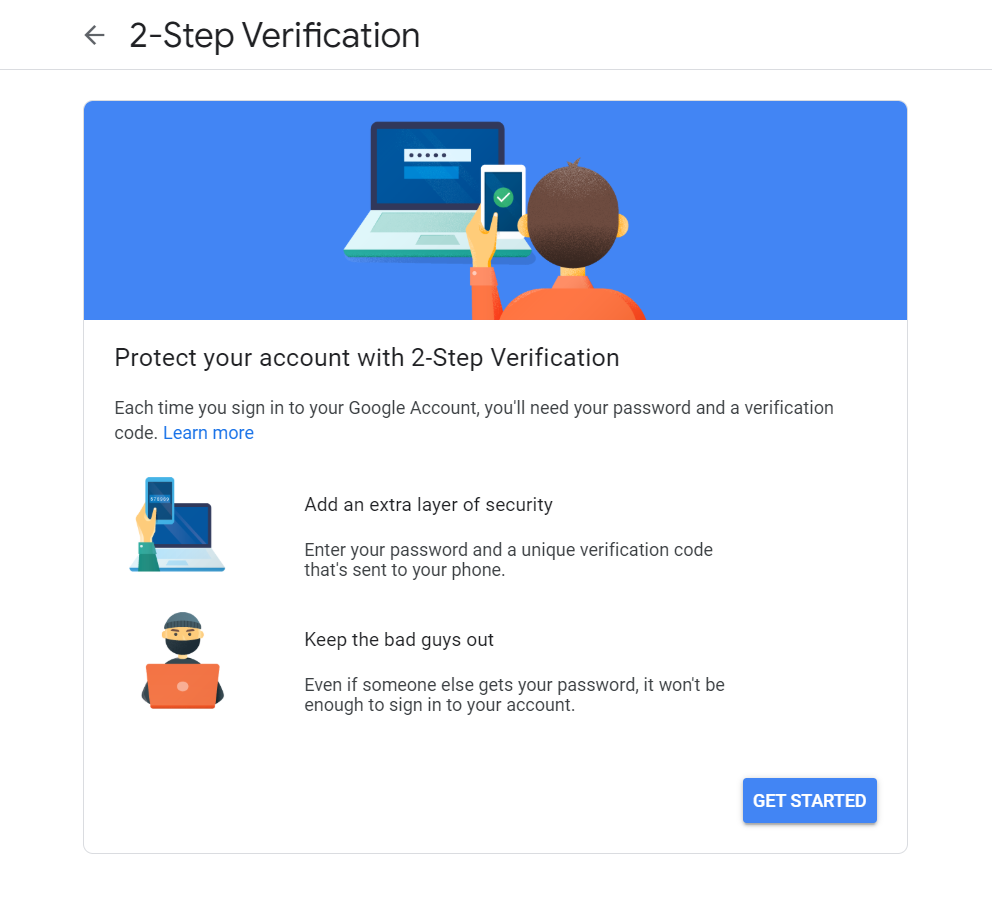 2-Step Verification
Protect your account with 2-Step Verification
Each time you sign in to your Google Account, you'll need your password and a verification
code. Learn more
Add an extra layer of security
Enter your password and a unique verification code
that's sent to your phone.
Keep the bad guys out
Even if someone else gets your password, it won't be
enough to sign in to your account.
GET STARTED